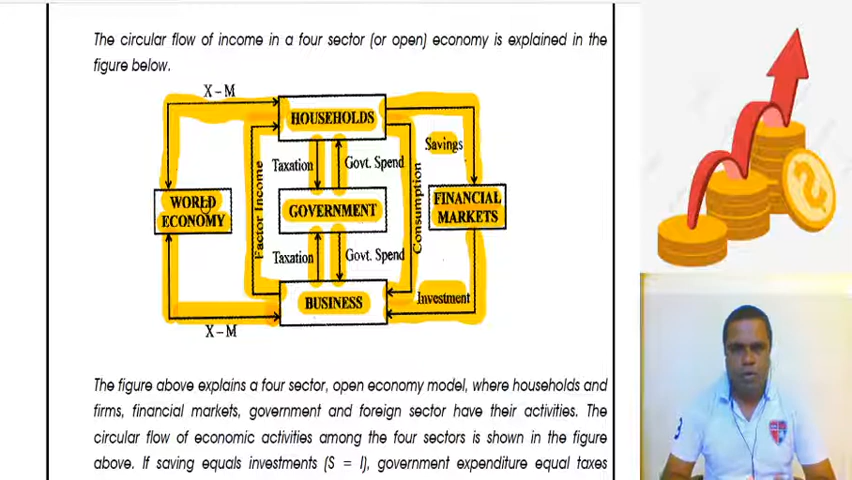 The circular flow of income in a four sector (or open) economy is explained in the
figure below.
X – M
HOUSEHOLDS
Savings
Taxation
Govt. Spend
Factor Income
Consumption
WORLD
ECONOMY
GOVERNMENT
FINANCIAL
MARKETS
Taxation
Govt. Spend
BUSINESS
Investment
X – M
The figure above explains a four sector, open economy model, where households and
firms, financial markets, government and foreign sector have their activities. The
circular flow of economic activities among the four sectors is shown in the figure
above. If saving equals investments (S = I), government expenditure equal taxes